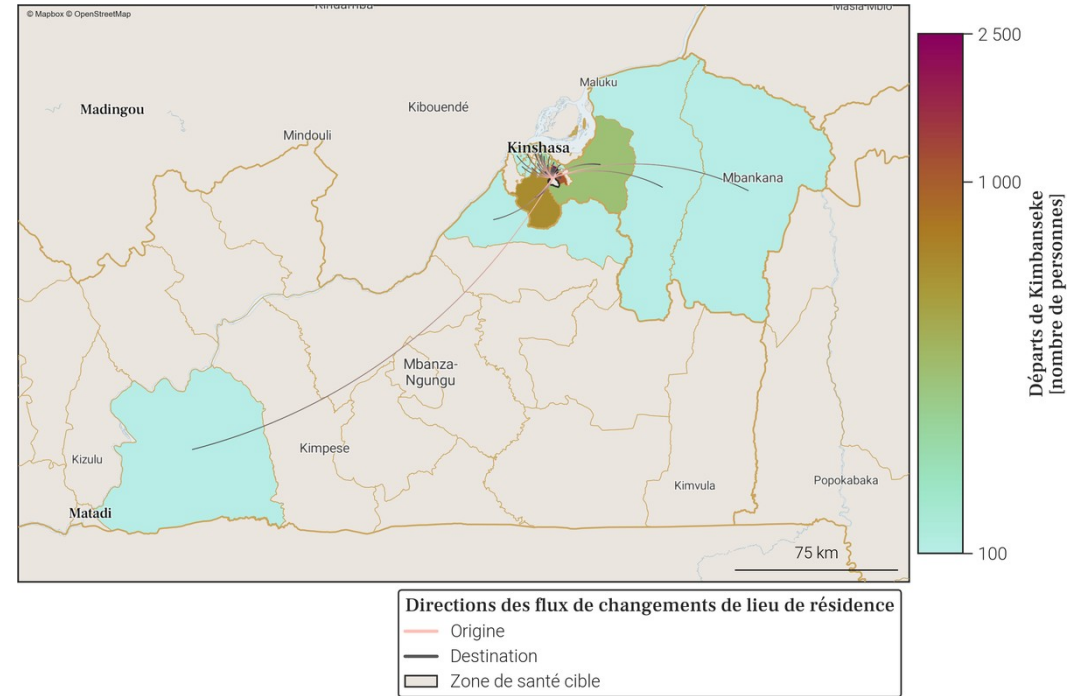 © Mapbox © OpenStreetMap
Masia Mbio
2 500
Maluku
Madingou
Kibouendé
Mindouli
Kinshasa
Mbankana
1 000
Départs de Kimbanseke
[nombre de personnes]
Mbanza-
Ngungu
Kimpese
Kizulu
Popokabaka
Kimvula
Matadi
75 km
100
Directions des flux de changements de lieu de résidence
Origine
Destination
Zone de santé cible